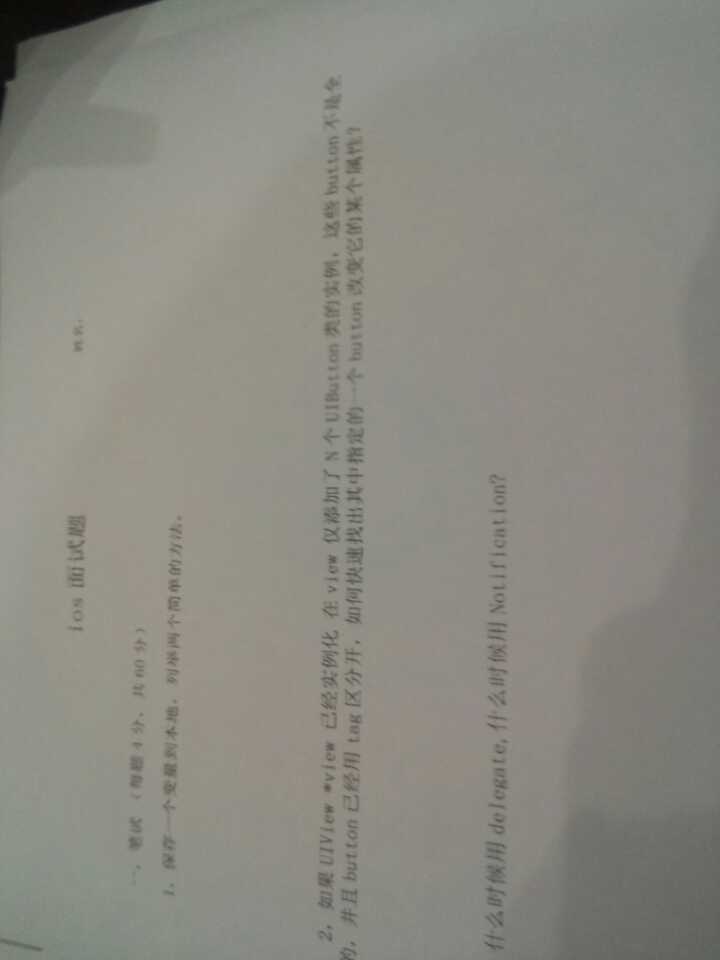 ios 面试题
姓名:
一, 笔试 (每题 4 分, 共 60 分)
1, 保存一个变量到本地, 列举两个简单的方法。
2, 如果 UIView *view 已经实例化 在 view 仅添加了 N 个 UIButton 类的实例, 这些 button 不是全
的, 并且 button 已经用 tag 区分开, 如何快速找出其中指定的一个 button 改变它的某个属性?
什么时候用 delegate, 什么时候用 Notification?